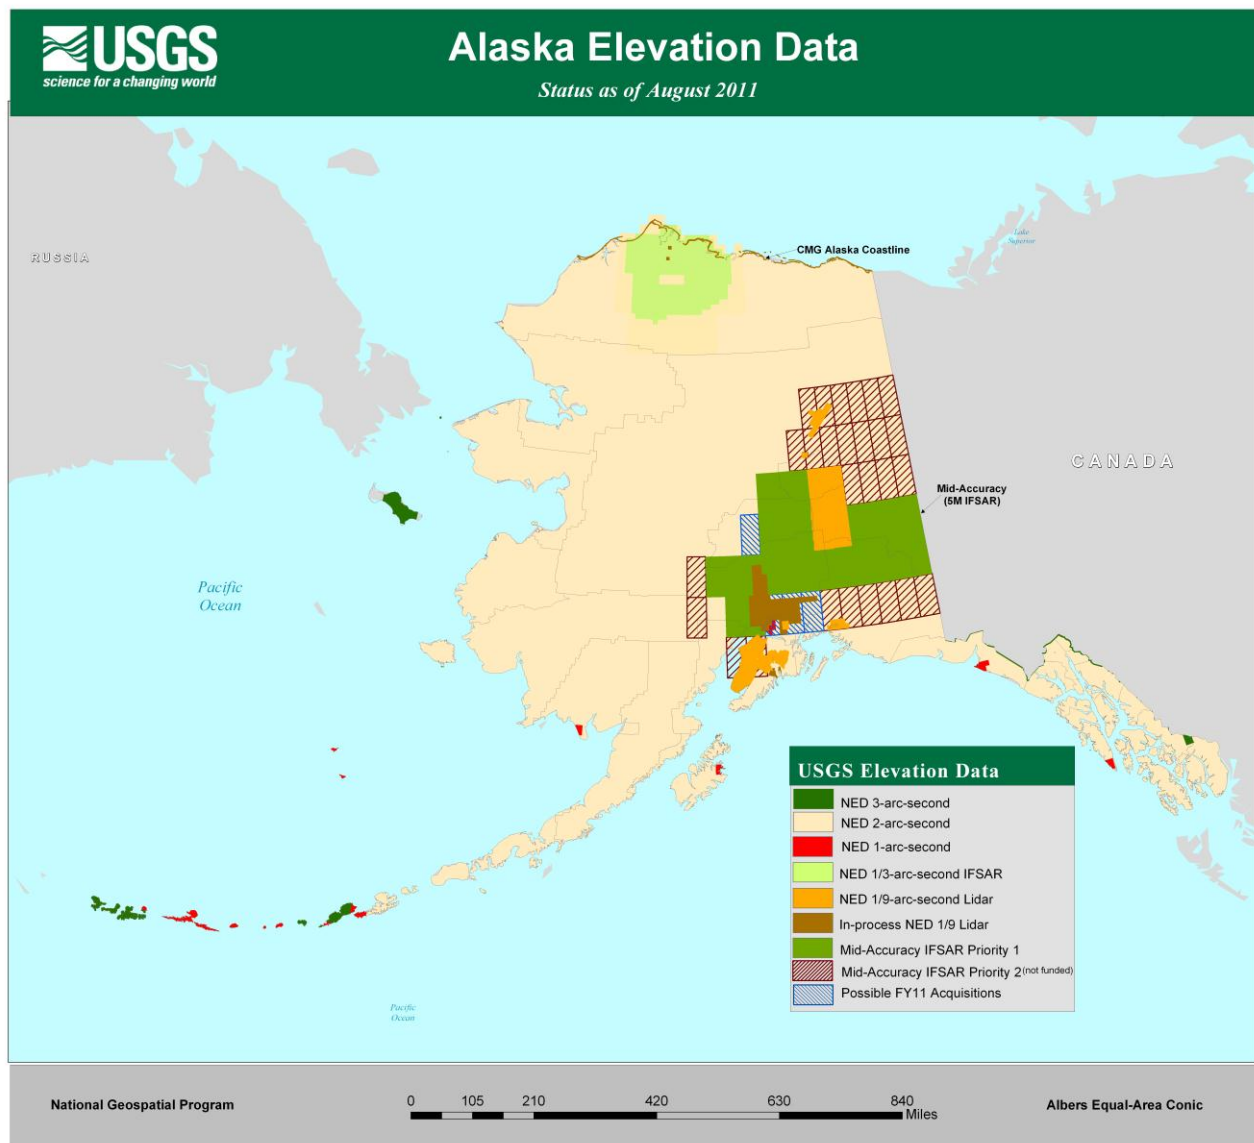 USGS
science for a changing world
Alaska Elevation Data
Status as of August 2011
RUSSIA
Lake
Superior
CMG Alaska Coastline
CANADA
Mid-Accuracy
(5M IFSAR)
Pacific
Ocean
USGS Elevation Data
NED 3-arc-second
NED 2-arc-second
NED 1-arc-second
NED 1/3-arc-second IFSAR
NED 1/9-arc-second Lidar
In-process NED 1/9 Lidar
Mid-Accuracy IFSAR Priority 1
Mid-Accuracy IFSAR Priority 2 (not funded)
Possible FY11 Acquisitions
Pacific
Ocean
National Geospatial Program
0 105 210 420 630 840
Miles
Albers Equal-Area Conic